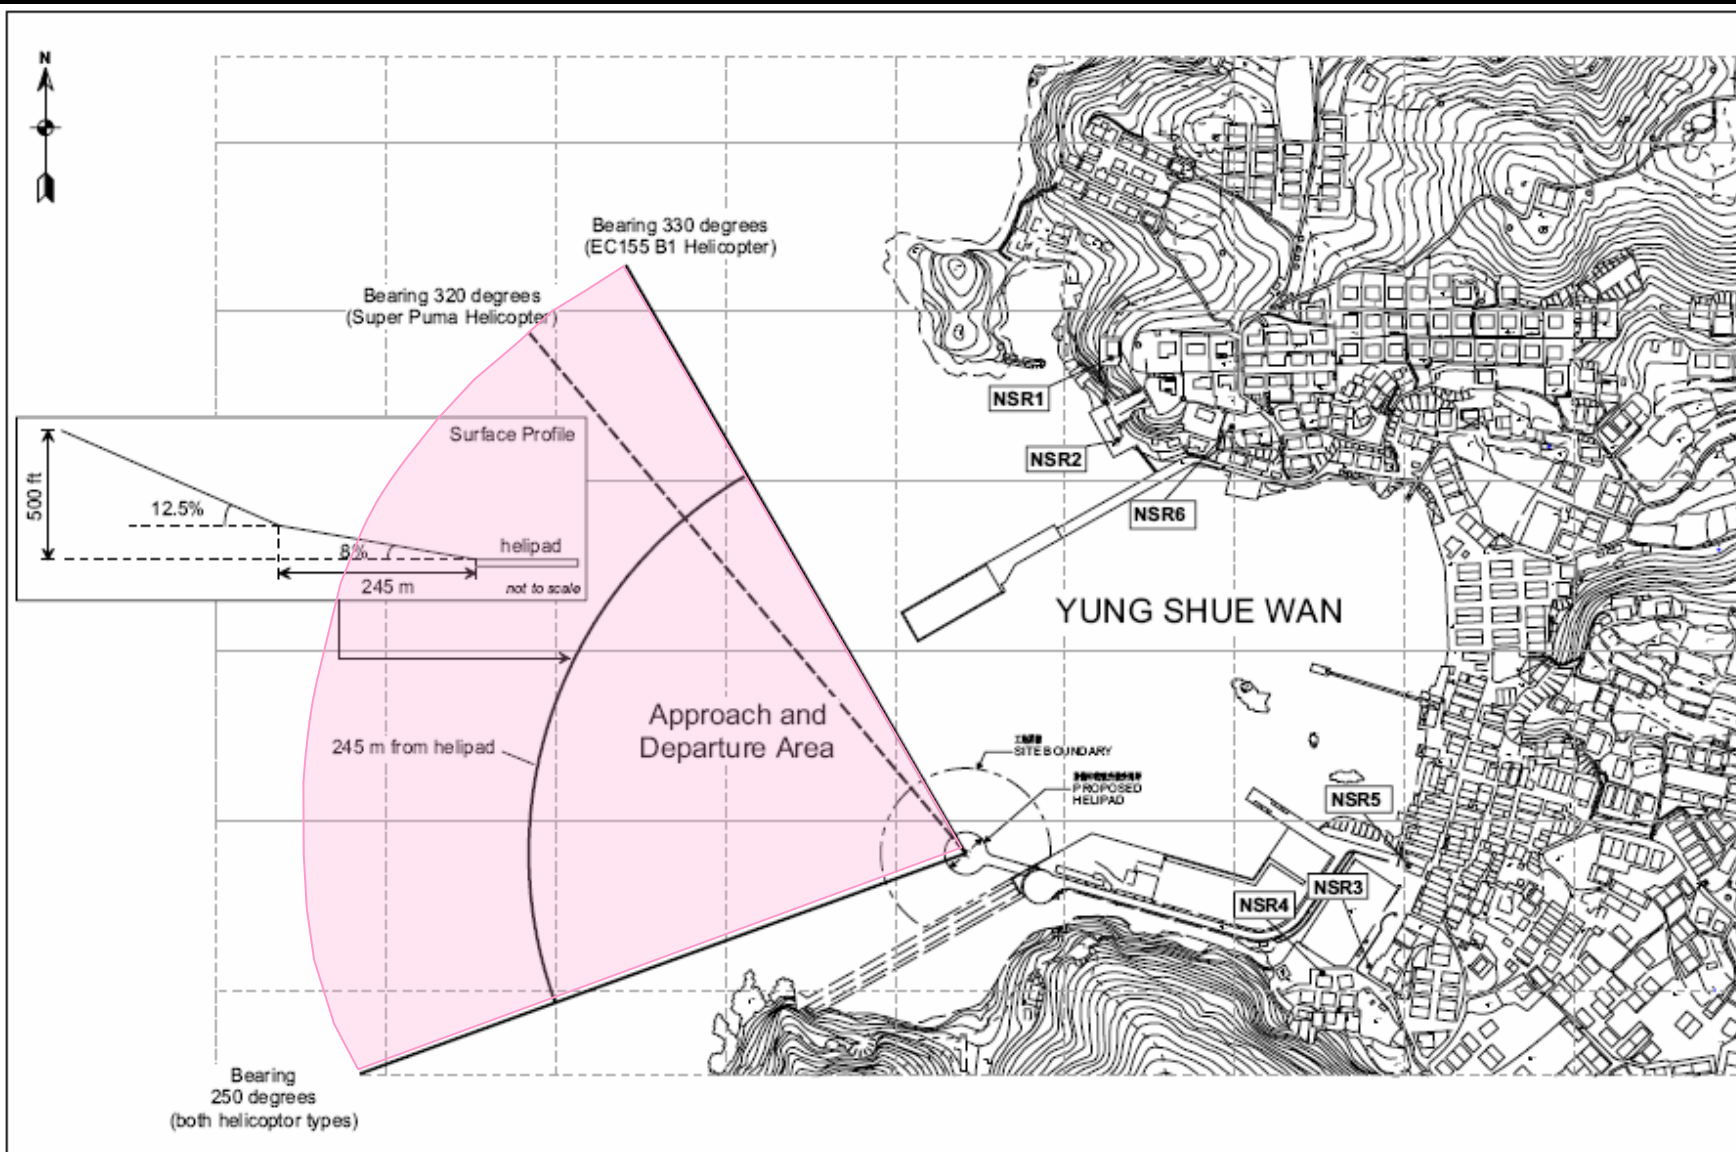 N
Bearing 330 degrees
(EC155 B1 Helicopter)
Bearing 320 degrees
(Super Puma Helicopter)
Surface Profile
500 ft
12.5%
8%
helipad
245 m
not to scale
NSR1
NSR2
NSR6
YUNG SHUE WAN
Approach and
Departure Area
245 m from helipad
SITE BOUNDARY
PROPOSED
HELIPAD
NSR5
NSR3
NSR4
Bearing
250 degrees
(both helicoptor types)